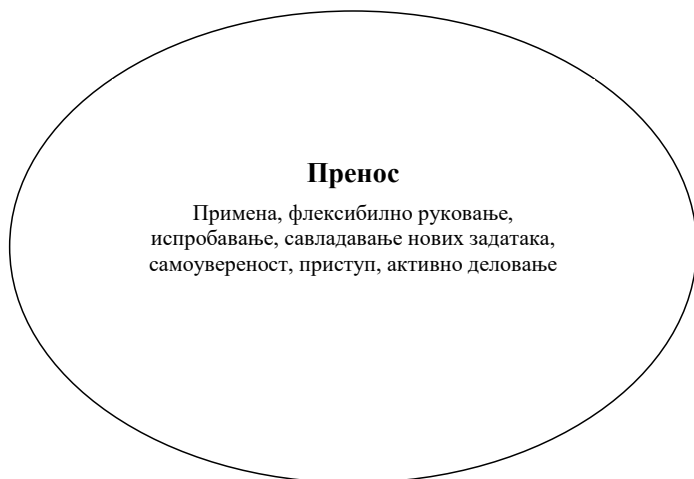 Пренос
Примена, флексибилно руковање,
испробавање, савладавање нових задатака,
самоувереност, приступ, активно деловање